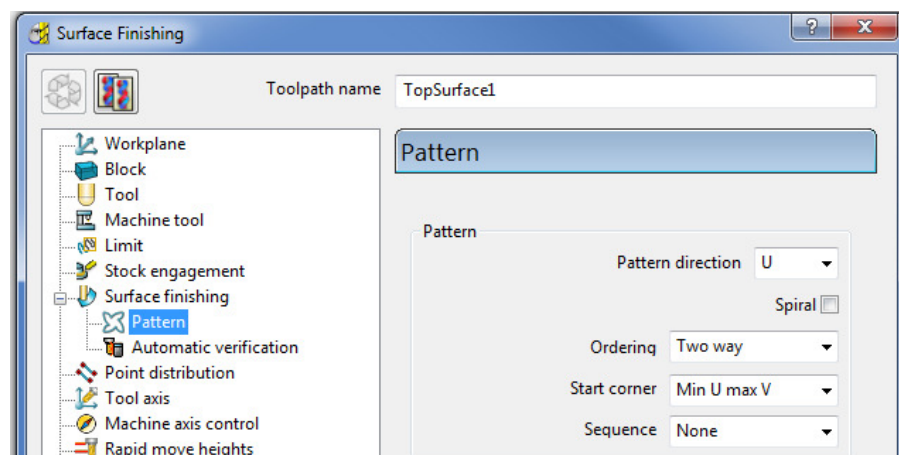 Surface Finishing
Toolpath name TopSurface1
Workplane
Block
Tool
Machine tool
Limit
Stock engagement
Surface finishing
Pattern
Automatic verification
Point distribution
Tool axis
Machine axis control
Rapid move heights
Pattern
Pattern
Pattern direction U
Spiral
Ordering Two way
Start corner Min U max V
Sequence None